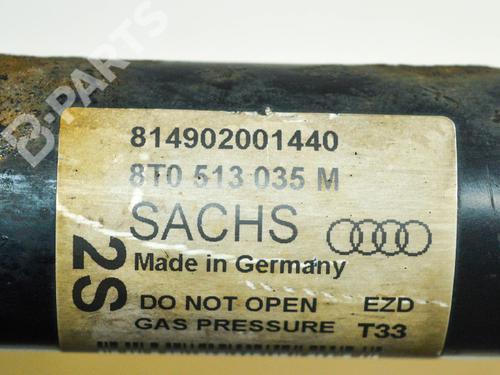 B-PARTS
814902001440
8T0 513 035 M
SACHS
2S
Made in Germany
DO NOT OPEN EZD
GAS PRESSURE T33